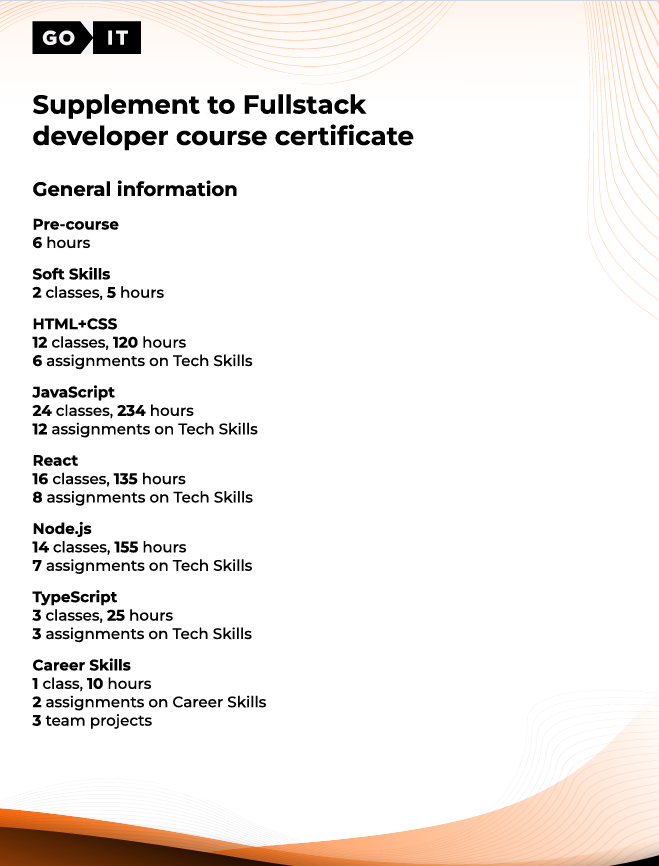 GO IT
Supplement to Fullstack
developer course certificate
General information
Pre-course
6 hours
Soft Skills
2 classes, 5 hours
HTML+CSS
12 classes, 120 hours
6 assignments on Tech Skills
JavaScript
24 classes, 234 hours
12 assignments on Tech Skills
React
16 classes, 135 hours
8 assignments on Tech Skills
Node.js
14 classes, 155 hours
7 assignments on Tech Skills
TypeScript
3 classes, 25 hours
3 assignments on Tech Skills
Career Skills
1 class, 10 hours
2 assignments on Career Skills
3 team projects